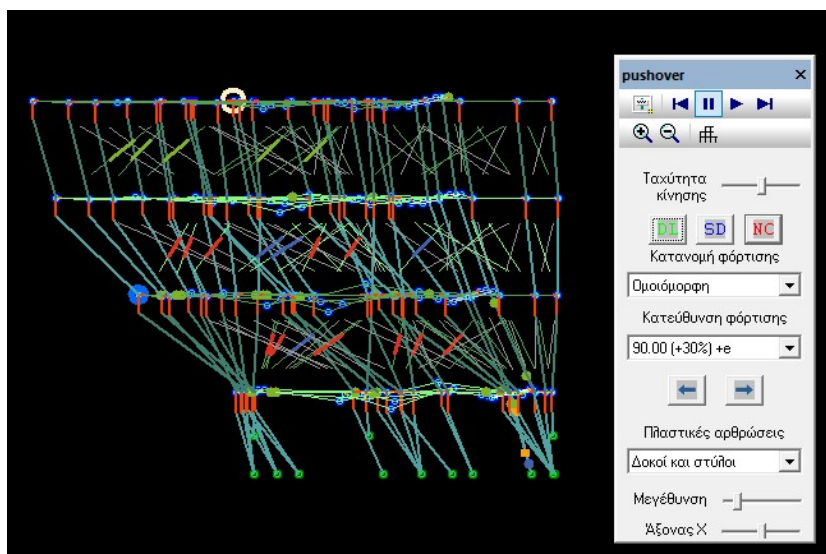 pushover
Ταχύτητα
κίνησης
DL SD NC
Κατανομή φόρτισης
Ομοιόμορφη
Κατεύθυνση φόρτισης
90.00 (+30%) +e
Πλαστικές αρθρώσεις
Δοκοί και στύλοι
Μεγέθυνση
Άξονας Χ